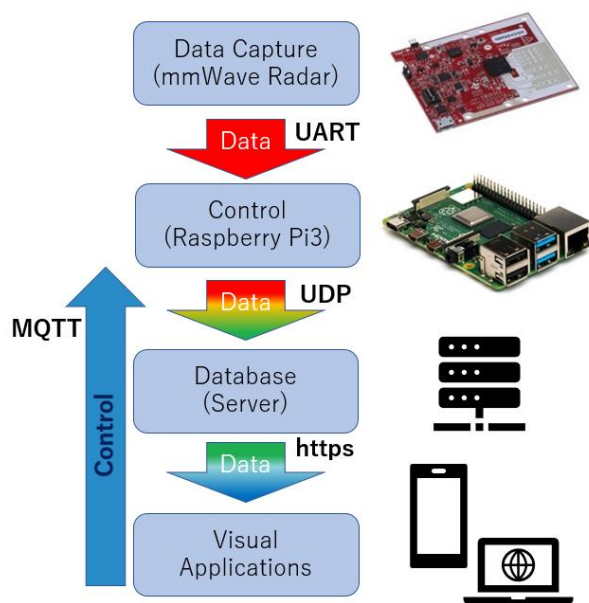 Data Capture
(mmWave Radar)
Data
UART
Control
(Raspberry Pi3)
Data
UDP
MQTT
Control
Database
(Server)
Data
https
Visual
Applications